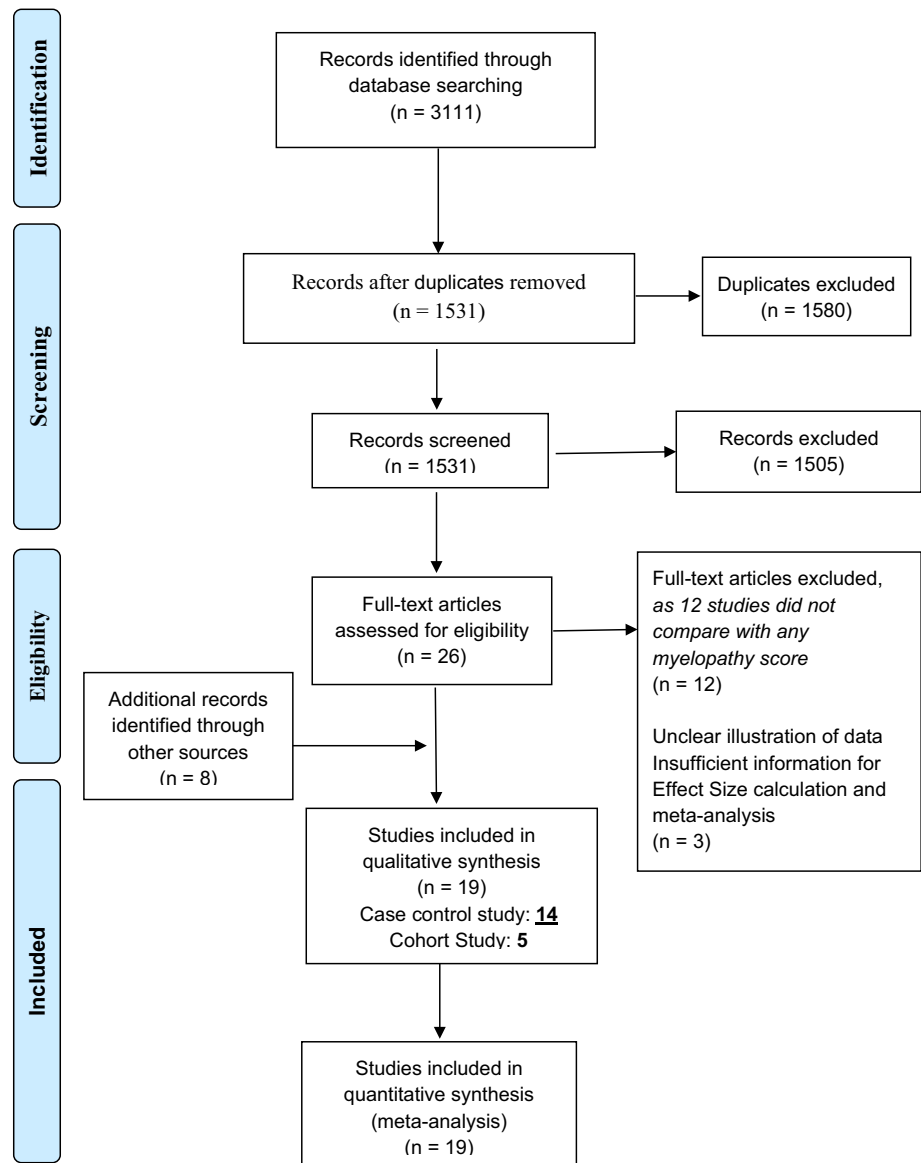 Identification
Records identified through
database searching
(n = 3111)
Screening
Records after duplicates removed
(n = 1531)
Duplicates excluded
(n = 1580)
Records screened
(n = 1531)
Records excluded
(n = 1505)
Eligibility
Full-text articles
assessed for eligibility
(n = 26)
Full-text articles excluded,
as 12 studies did not
compare with any
myelopathy score
(n = 12)
Unclear illustration of data
Insufficient information for
Effect Size calculation and
meta-analysis
(n = 3)
Additional records
identified through
other sources
(n = 8)
Included
Studies included in
qualitative synthesis
(n = 19)
Case control study: 14
Cohort Study: 5
Studies included in
quantitative synthesis
(meta-analysis)
(n = 19)